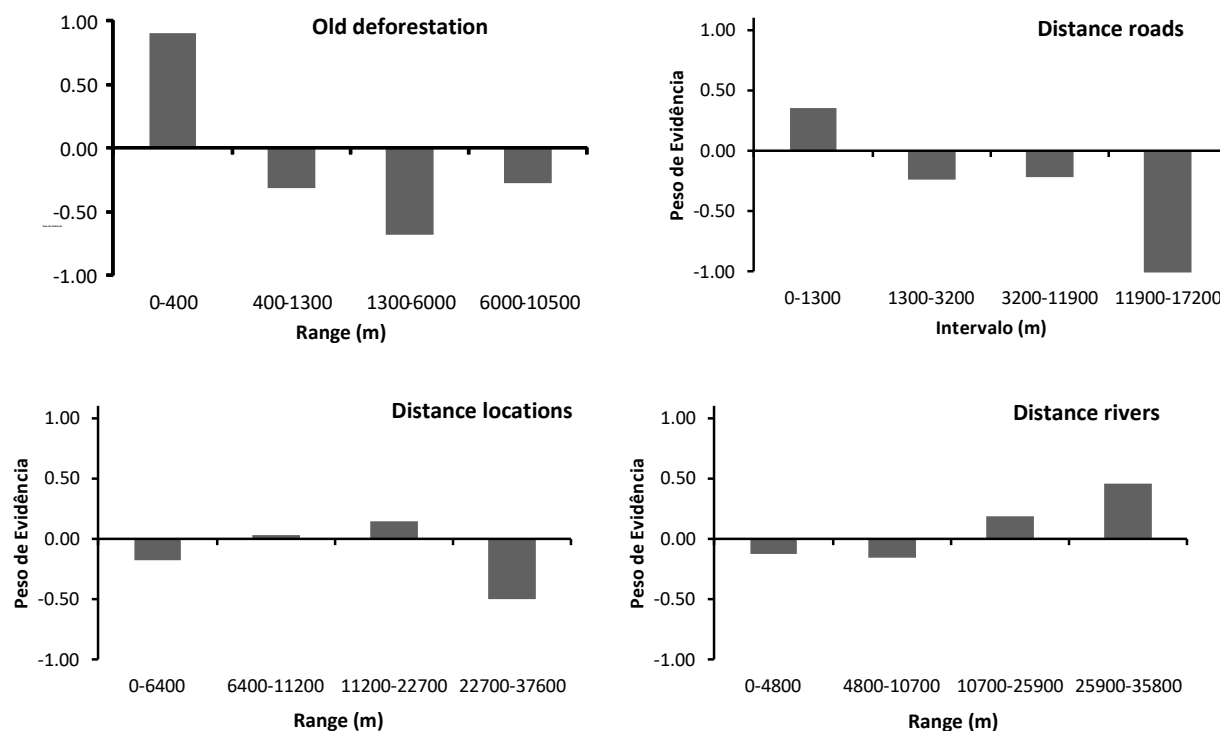 Old deforestation
1.00
0.50
0.00
-0.50
-1.00
0-400 400-1300 1300-6000 6000-10500
Range (m)
Distance roads
Peso de Evidência
1.00
0.50
0.00
-0.50
-1.00
0-1300 1300-3200 3200-11900 11900-17200
Intervalo (m)
Distance locations
Peso de Evidência
1.00
0.50
0.00
-0.50
-1.00
0-6400 6400-11200 11200-22700 22700-37600
Range (m)
Distance rivers
Peso de Evidência
1.00
0.50
0.00
-0.50
-1.00
0-4800 4800-10700 10700-25900 25900-35800
Range (m)